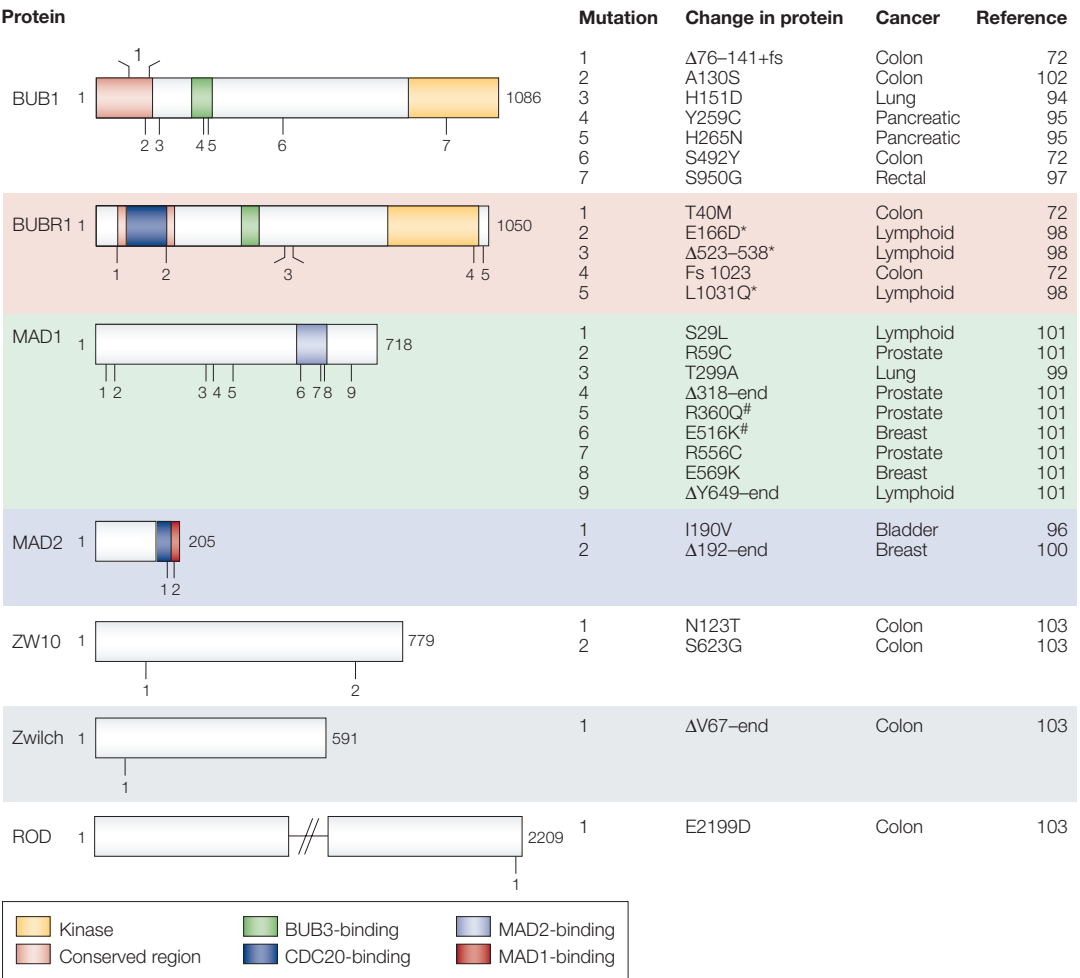 Protein Mutation Change in protein Cancer Reference
BUB1 1 1086
1
2 3 4 5 6 7
1 Δ76–141+fs Colon 72
2 A130S Colon 102
3 H151D Lung 94
4 Y259C Pancreatic 95
5 H265N Pancreatic 95
6 S492Y Colon 72
7 S950G Rectal 97
BUBR1 1 1050
1 2 3 4 5
1 T40M Colon 72
2 E166D* Lymphoid 98
3 Δ523–538* Lymphoid 98
4 Fs 1023 Colon 72
5 L1031Q* Lymphoid 98
MAD1 1 718
1 2 3 4 5 6 7 8 9
1 S29L Lymphoid 101
2 R59C Prostate 101
3 T299A Lung 99
4 Δ318–end Prostate 101
5 R360Q# Prostate 101
6 E516K# Breast 101
7 R556C Prostate 101
8 E569K Breast 101
9 ΔY649–end Lymphoid 101
MAD2 1 205
1 2
1 I190V Bladder 96
2 Δ192–end Breast 100
ZW10 1 779
1 2
1 N123T Colon 103
2 S623G Colon 103
Zwilch 1 591
1
1 ΔV67–end Colon 103
ROD 1 2209
1
1 E2199D Colon 103
Kinase BUB3-binding MAD2-binding
Conserved region CDC20-binding MAD1-binding